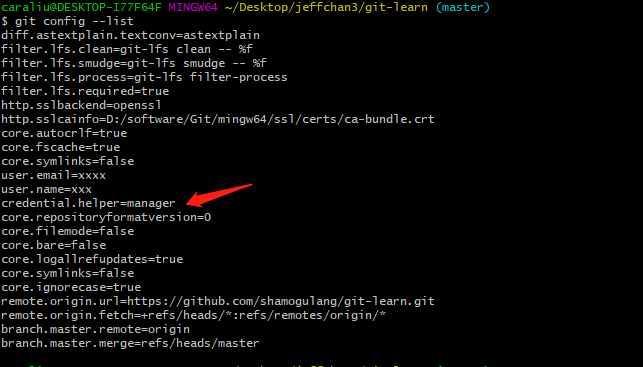 caraliu@DESKTOP-I77F64F MINGW64 ~/Desktop/jeffchan3/git-learn (master)
$ git config --list
diff.astextplain.textconv=astextplain
filter.lfs.clean=git-lfs clean -- %f
filter.lfs.smudge=git-lfs smudge -- %f
filter.lfs.process=git-lfs filter-process
filter.lfs.required=true
http.sslbackend=openssl
http.sslcainfo=D:/software/Git/mingw64/ssl/certs/ca-bundle.crt
core.autocrlf=true
core.fscache=true
core.symlinks=false
user.email=xxxx
user.name=xxx
credential.helper=manager
core.repositoryformatversion=0
core.filemode=false
core.bare=false
core.logallrefupdates=true
core.symlinks=false
core.ignorecase=true
remote.origin.url=https://github.com/shamogulang/git-learn.git
remote.origin.fetch=+refs/heads/*:refs/remotes/origin/*
branch.master.remote=origin
branch.master.merge=refs/heads/master